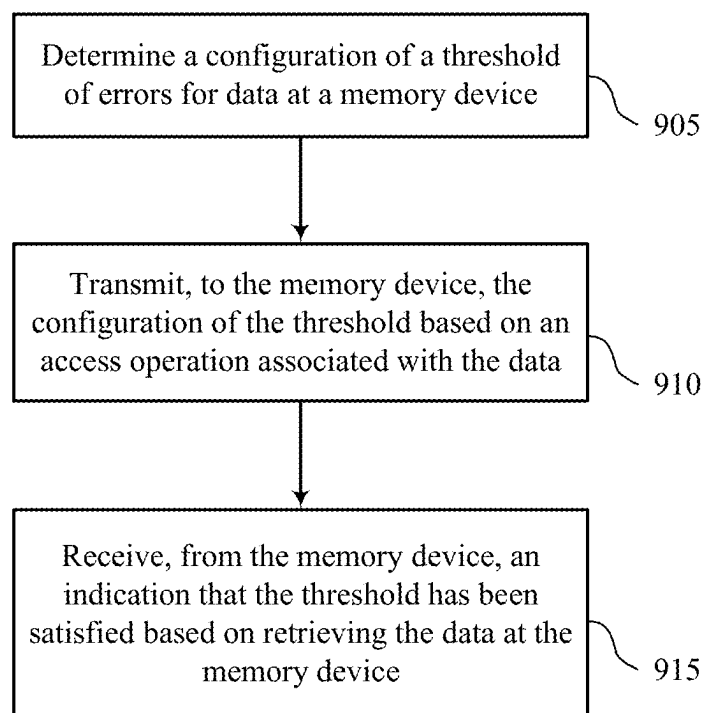 Determine a configuration of a threshold
of errors for data at a memory device
905
Transmit, to the memory device, the
configuration of the threshold based on an
access operation associated with the data
910
Receive, from the memory device, an
indication that the threshold has been
satisfied based on retrieving the data at the
memory device
915